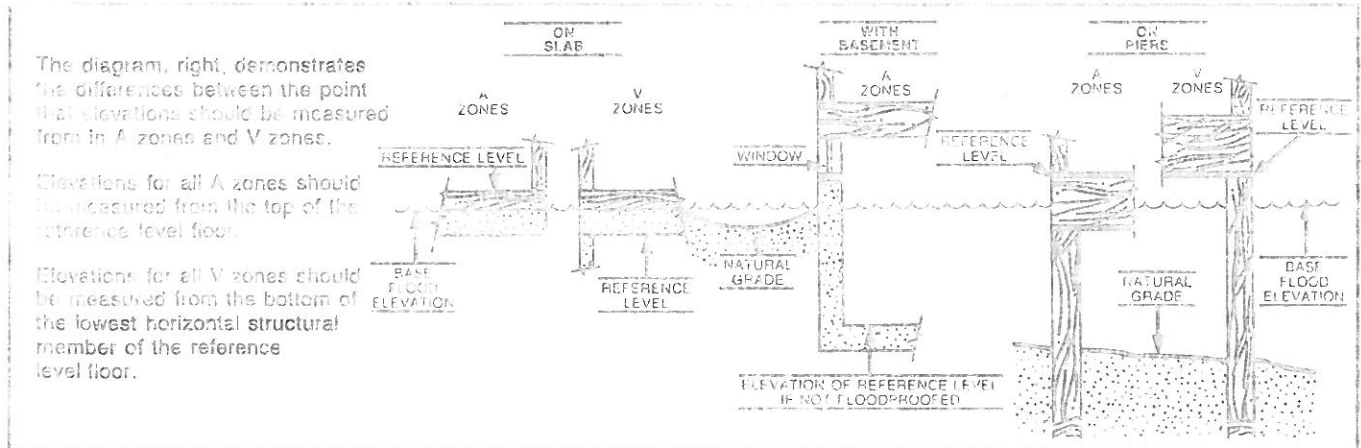 The diagram, right, demonstrates
the differences between the point
that elevations should be measured
from in A zones and V zones.
Elevations for all A zones should
be measured from the top of the
reference level floor.
Elevations for all V zones should
be measured from the bottom of
the lowest horizontal structural
member of the reference
level floor.
ON
SLAB
A
ZONES
V
ZONES
REFERENCE LEVEL
BASE
FLOOD
ELEVATION
REFERENCE
LEVEL
NATURAL
GRADE
WITH
BASEMENT
A
ZONES
WINDOW
ELEVATION OF REFERENCE LEVEL
IF NOT FLOODPROOFED
ON
PIERS
A
ZONES
V
ZONES
REFERENCE
LEVEL
REFERENCE
LEVEL
NATURAL
GRADE
BASE
FLOOD
ELEVATION